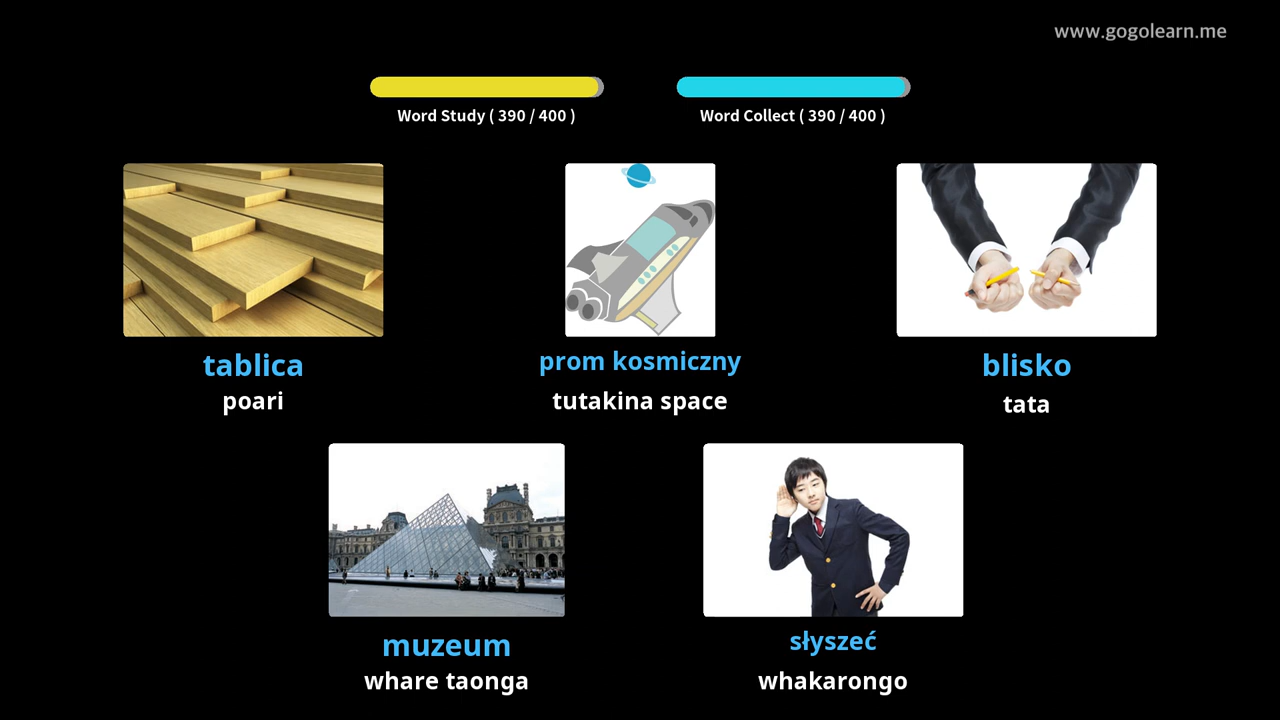 www.gogolearn.me
Word Study ( 390 / 400 )
Word Collect ( 390 / 400 )
tablica
poari
prom kosmiczny
tutakina space
blisko
tata
muzeum
whare taonga
słyszeć
whakarongo